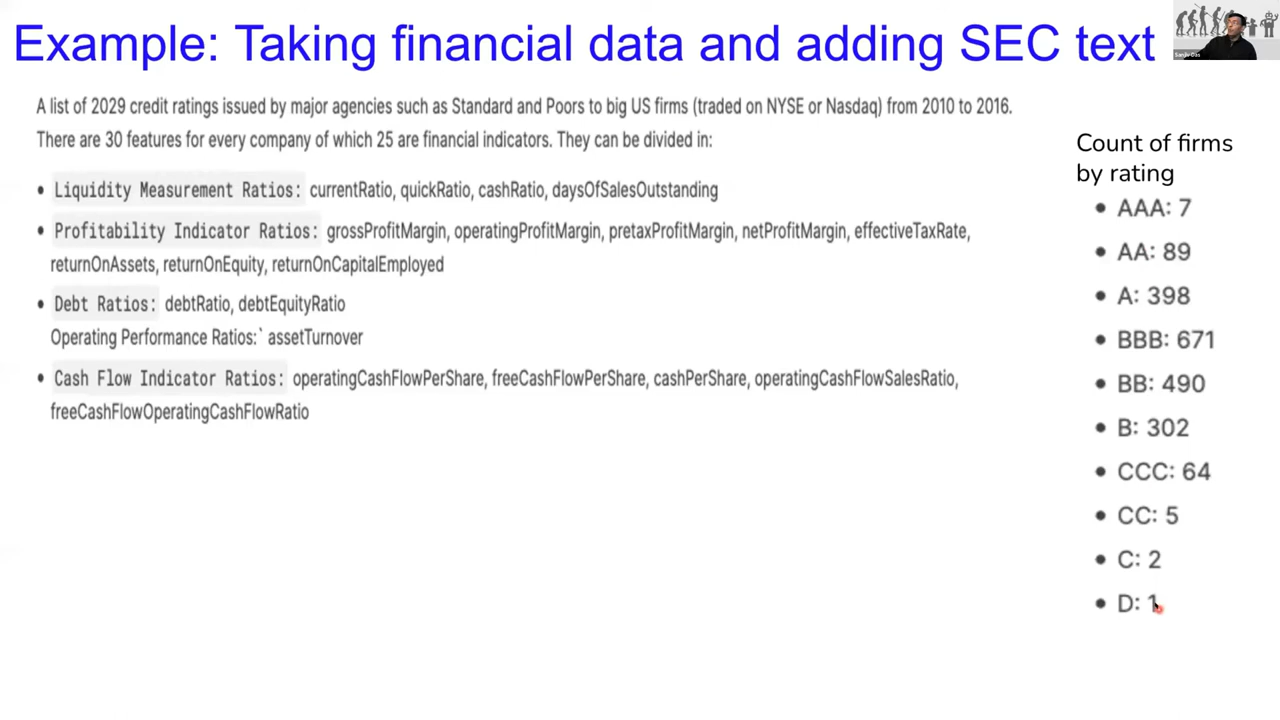 Example: Taking financial data and adding SEC text
Sanjiv Das
A list of 2029 credit ratings issued by major agencies such as Standard and Poors to big US firms (traded on NYSE or Nasdaq) from 2010 to 2016.
There are 30 features for every company of which 25 are financial indicators. They can be divided in:
• Liquidity Measurement Ratios: currentRatio, quickRatio, cashRatio, daysOfSalesOutstanding
• Profitability Indicator Ratios: grossProfitMargin, operatingProfitMargin, pretaxProfitMargin, netProfitMargin, effectiveTaxRate,
returnOnAssets, returnOnEquity, returnOnCapitalEmployed
• Debt Ratios: debtRatio, debtEquityRatio
Operating Performance Ratios:` assetTurnover
• Cash Flow Indicator Ratios: operatingCashFlowPerShare, freeCashFlowPerShare, cashPerShare, operatingCashFlowSalesRatio,
freeCashFlowOperatingCashFlowRatio
Count of firms
by rating
• AAA: 7
• AA: 89
• A: 398
• BBB: 671
• BB: 490
• B: 302
• CCC: 64
• CC: 5
• C: 2
• D: 1